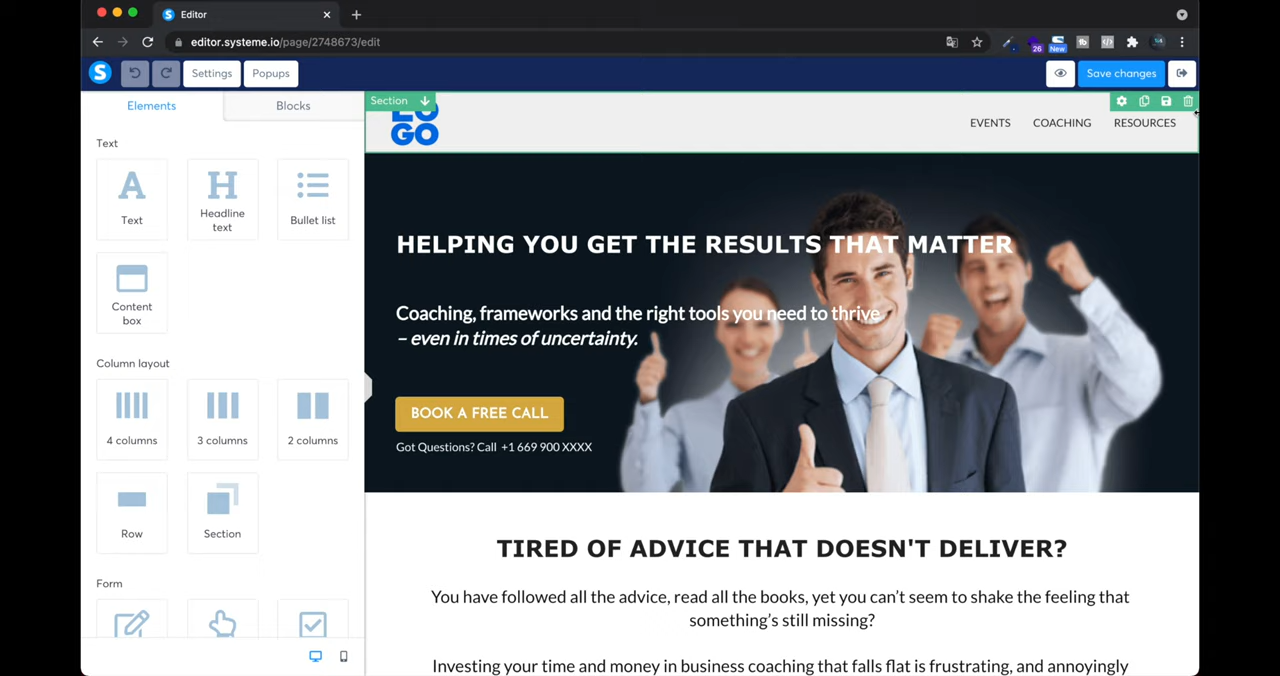 Editor
editor.systeme.io/page/2748673/edit
26
New
S
Settings
Popups
Save changes
Elements
Blocks
Section
LO
GO
EVENTS
COACHING
RESOURCES
Text
A
Text
H
Headline
text
Bullet list
Content
box
Column layout
4 columns
3 columns
2 columns
Row
Section
Form
HELPING YOU GET THE RESULTS THAT MATTER
Coaching, frameworks and the right tools you need to thrive
– even in times of uncertainty.
BOOK A FREE CALL
Got Questions? Call +1 669 900 XXXX
TIRED OF ADVICE THAT DOESN'T DELIVER?
You have followed all the advice, read all the books, yet you can’t seem to shake the feeling that
something’s still missing?
Investing your time and money in business coaching that falls flat is frustrating, and annoyingly